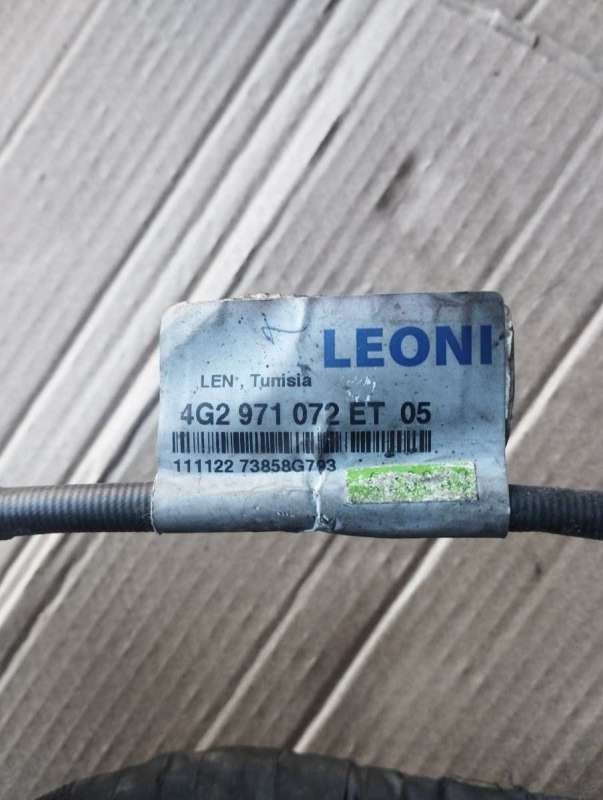 LEONI
LEN, Tunisia
4G2 971 072 ET 05
111122 73858G793